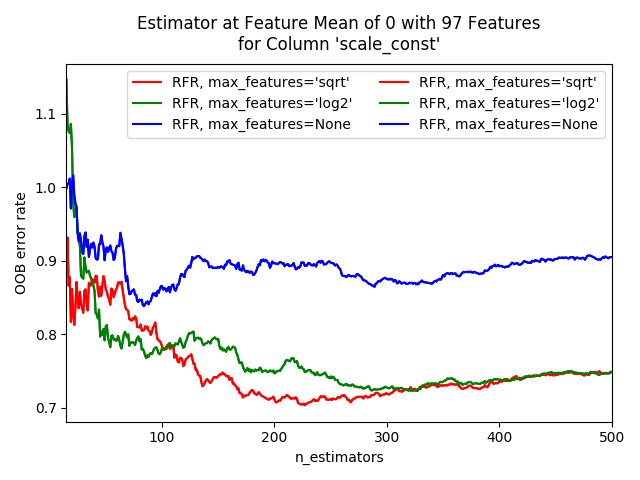 Estimator at Feature Mean of 0 with 97 Features
for Column 'scale_const'
RFR, max_features='sqrt'
RFR, max_features='log2'
RFR, max_features=None
RFR, max_features='sqrt'
RFR, max_features='log2'
RFR, max_features=None
OOB error rate
1.1
1.0
0.9
0.8
0.7
100
200
300
400
500
n_estimators